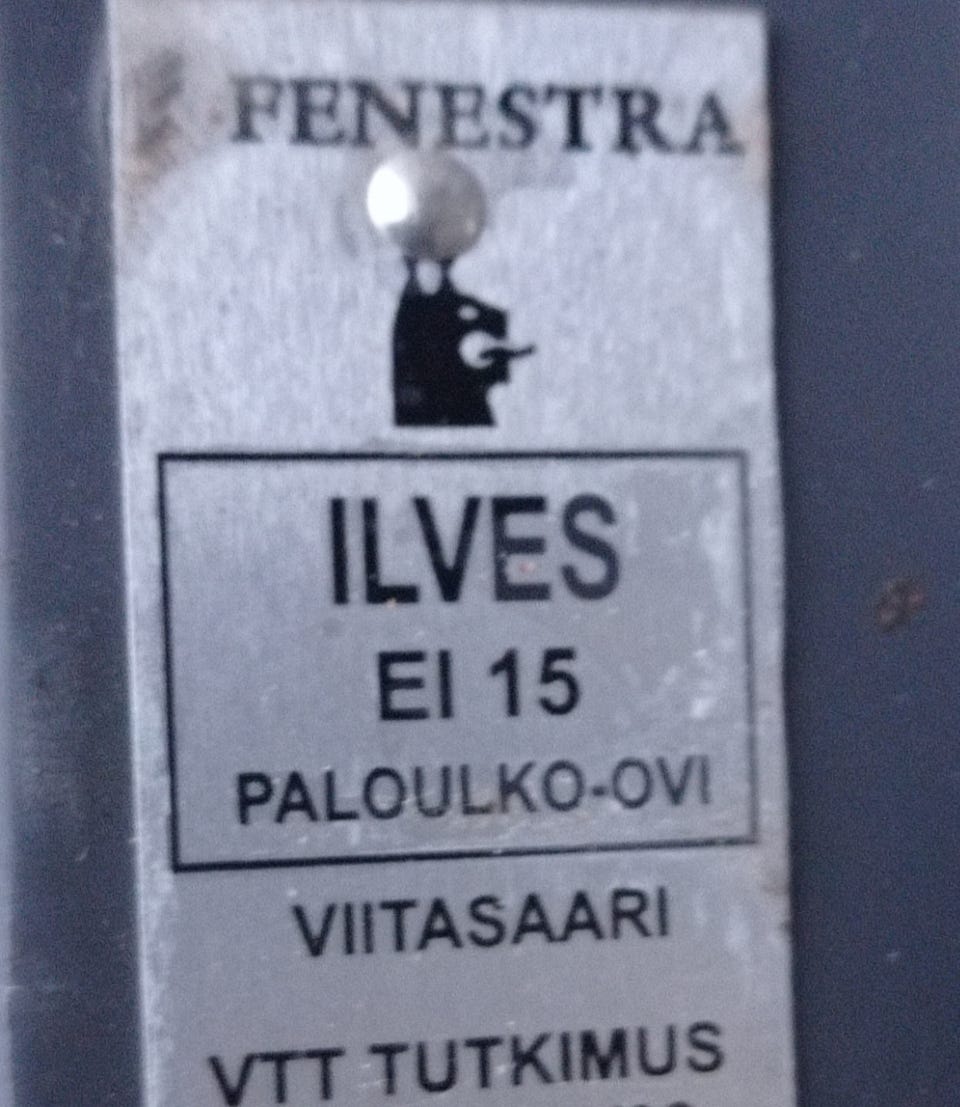 FENESTRA
ILVES
EI 15
PALOULKO-OVI
VIITASAARI
VTT TUTKIMUS